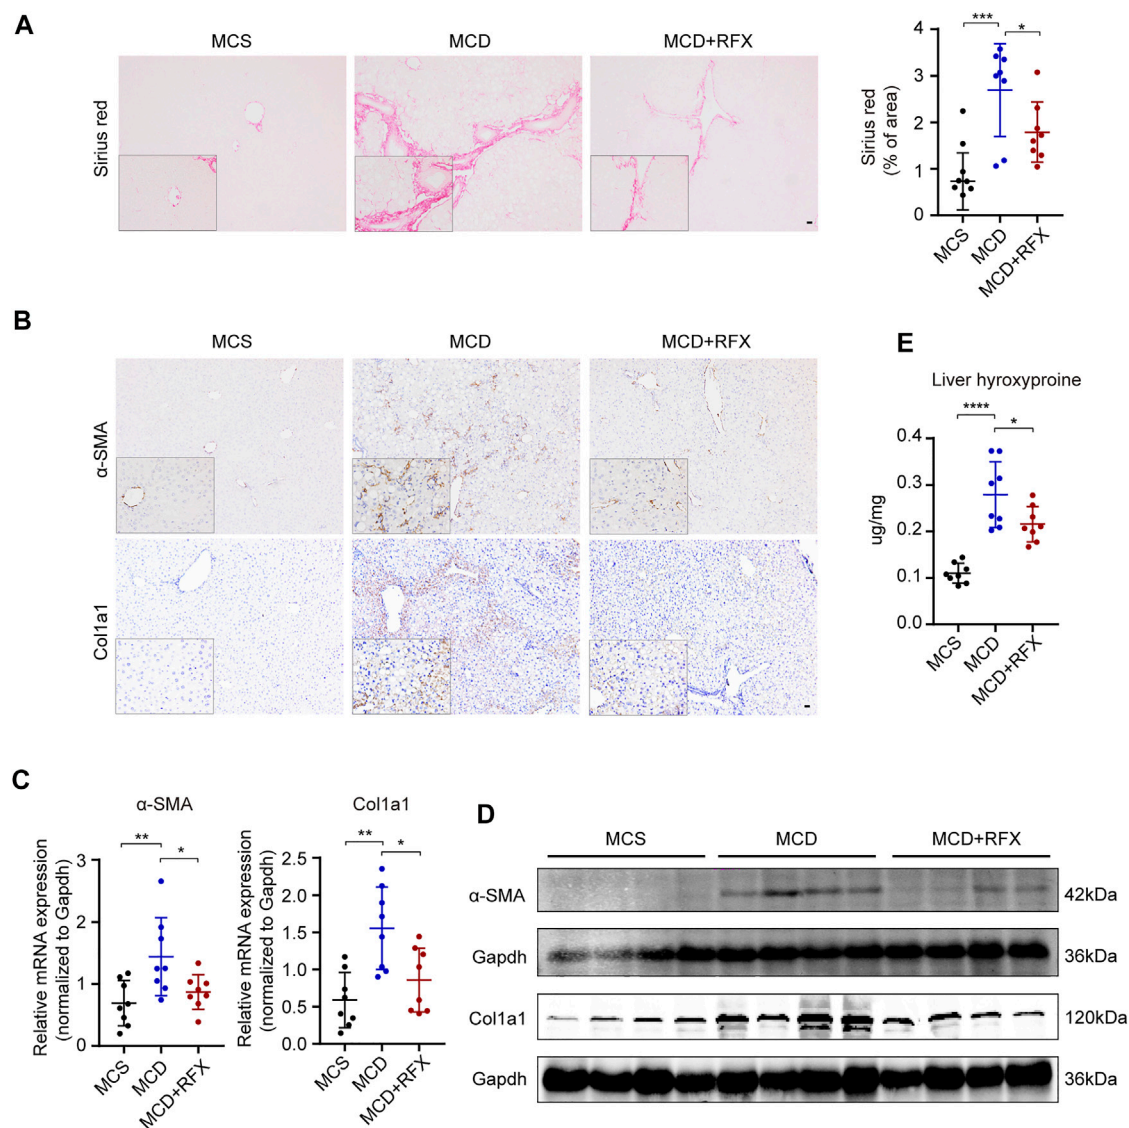 A
MCS
MCD
MCD+RFX
Sirius red
Sirius red
(% of area)
4
3
2
1
0
***
*
MCS
MCD
MCD+RFX
B
MCS
MCD
MCD+RFX
α-SMA
Col1a1
E
Liver hyroxyproine
****
*
ug/mg
0.4
0.3
0.2
0.1
0.0
MCS
MCD
MCD+RFX
C
α-SMA
Relative mRNA expression
(normalized to Gapdh)
3
2
1
0
**
*
MCS
MCD
MCD+RFX
Col1a1
Relative mRNA expression
(normalized to Gapdh)
2.5
2.0
1.5
1.0
0.5
0.0
**
*
MCS
MCD
MCD+RFX
D
MCS
MCD
MCD+RFX
α-SMA
42kDa
Gapdh
36kDa
Col1a1
120kDa
Gapdh
36kDa